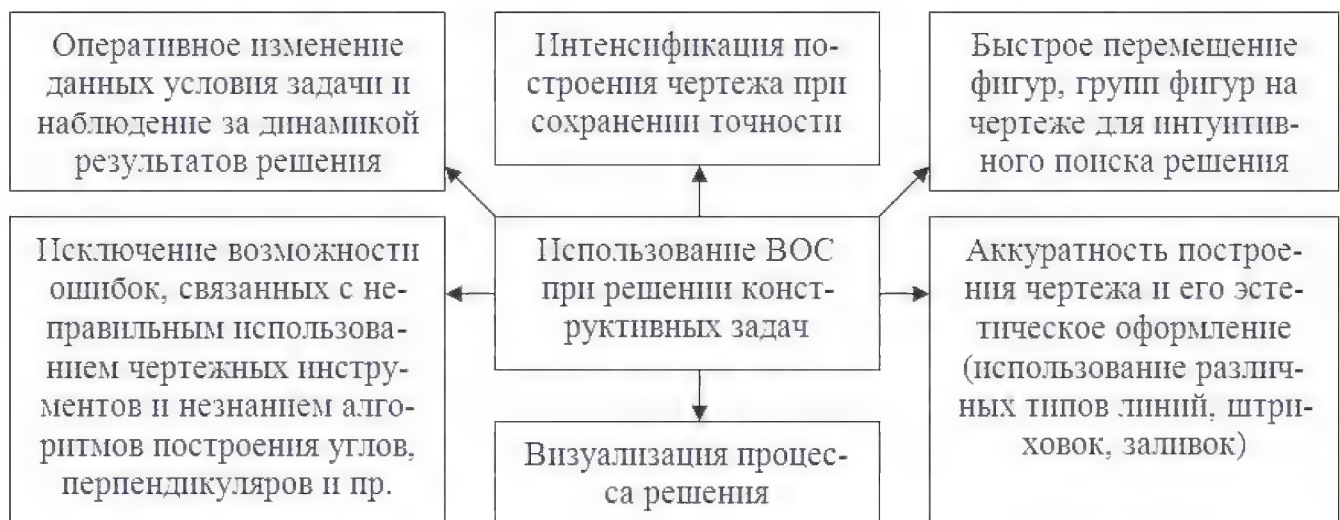 Оперативное изменение
данных условия задачи и
наблюдение за динамикой
результатов решения
Интенсификация по-
строения чертежа при
сохранении точности
Быстрое перемещение
фигур, групп фигур на
чертеже для интуитив-
ного поиска решения
Исключение возможности
ошибок, связанных с не-
правильным использова-
нием чертежных инстру-
ментов и незнанием алго-
ритмов построения углов,
перпендикуляров и пр.
Использование ВОС
при решении конст-
руктивных задач
Аккуратность построе-
ния чертежа и его эсте-
тическое оформление
(использование различ-
ных типов линий, штри-
ховок, заливок)
Визуализация процес-
са решения